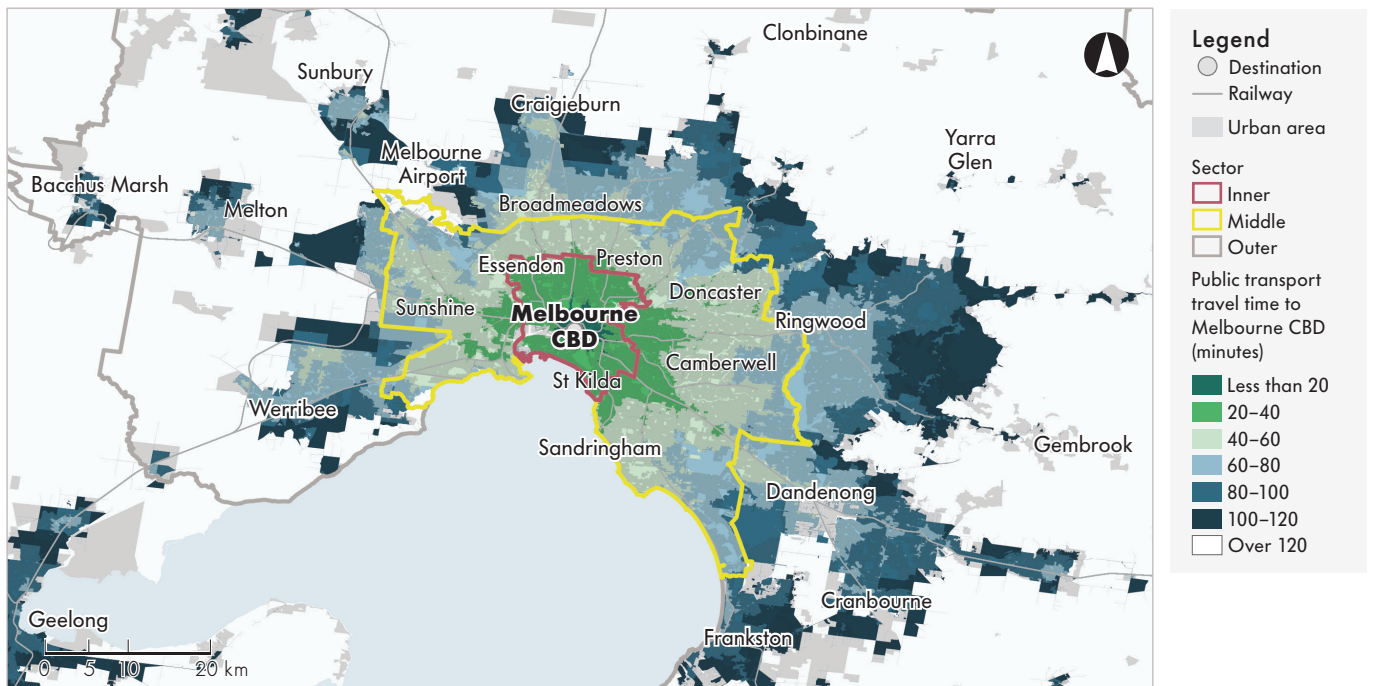 Clonbinane
Sunbury
Craigieburn
Yarra
Glen
Melbourne
Airport
Bacchus Marsh
Melton
Broadmeadows
Essendon
Preston
Doncaster
Sunshine
Melbourne
CBD
Ringwood
Camberwell
St Kilda
Werribee
Sandringham
Gembrook
Dandenong
Cranbourne
Geelong
Frankston
0 5 10 20 km
Legend
Destination
Railway
Urban area
Sector
Inner
Middle
Outer
Public transport
travel time to
Melbourne CBD
(minutes)
Less than 20
20–40
40–60
60–80
80–100
100–120
Over 120